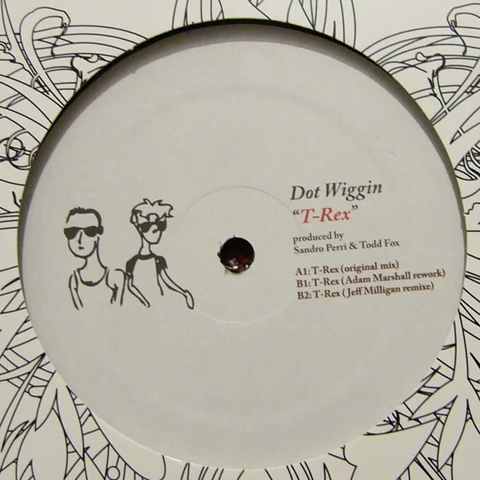 Dot Wiggin
"T-Rex"
produced by
Sandro Perri & Todd Fox
A1: T-Rex (original mix)
B1: T-Rex (Adam Marshall rework)
B2: T-Rex (Jeff Milligan remixe)